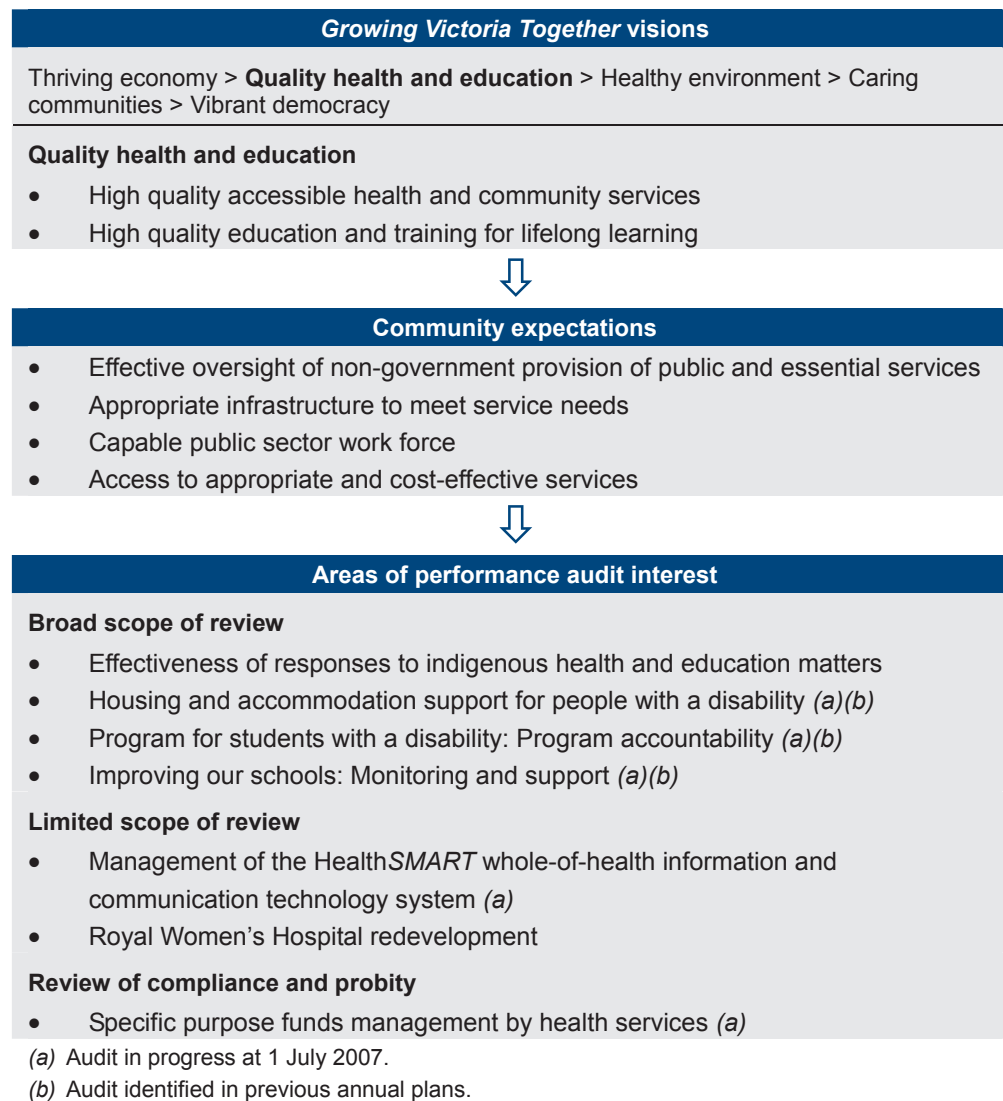 Growing Victoria Together visions
Thriving economy > Quality health and education > Healthy environment > Caring
communities > Vibrant democracy
Quality health and education
• High quality accessible health and community services
• High quality education and training for lifelong learning
Community expectations
• Effective oversight of non-government provision of public and essential services
• Appropriate infrastructure to meet service needs
• Capable public sector work force
• Access to appropriate and cost-effective services
Areas of performance audit interest
Broad scope of review
• Effectiveness of responses to indigenous health and education matters
• Housing and accommodation support for people with a disability (a)(b)
• Program for students with a disability: Program accountability (a)(b)
• Improving our schools: Monitoring and support (a)(b)
Limited scope of review
• Management of the HealthSMART whole-of-health information and
communication technology system (a)
• Royal Women's Hospital redevelopment
Review of compliance and probity
• Specific purpose funds management by health services (a)
(a) Audit in progress at 1 July 2007.
(b) Audit identified in previous annual plans.